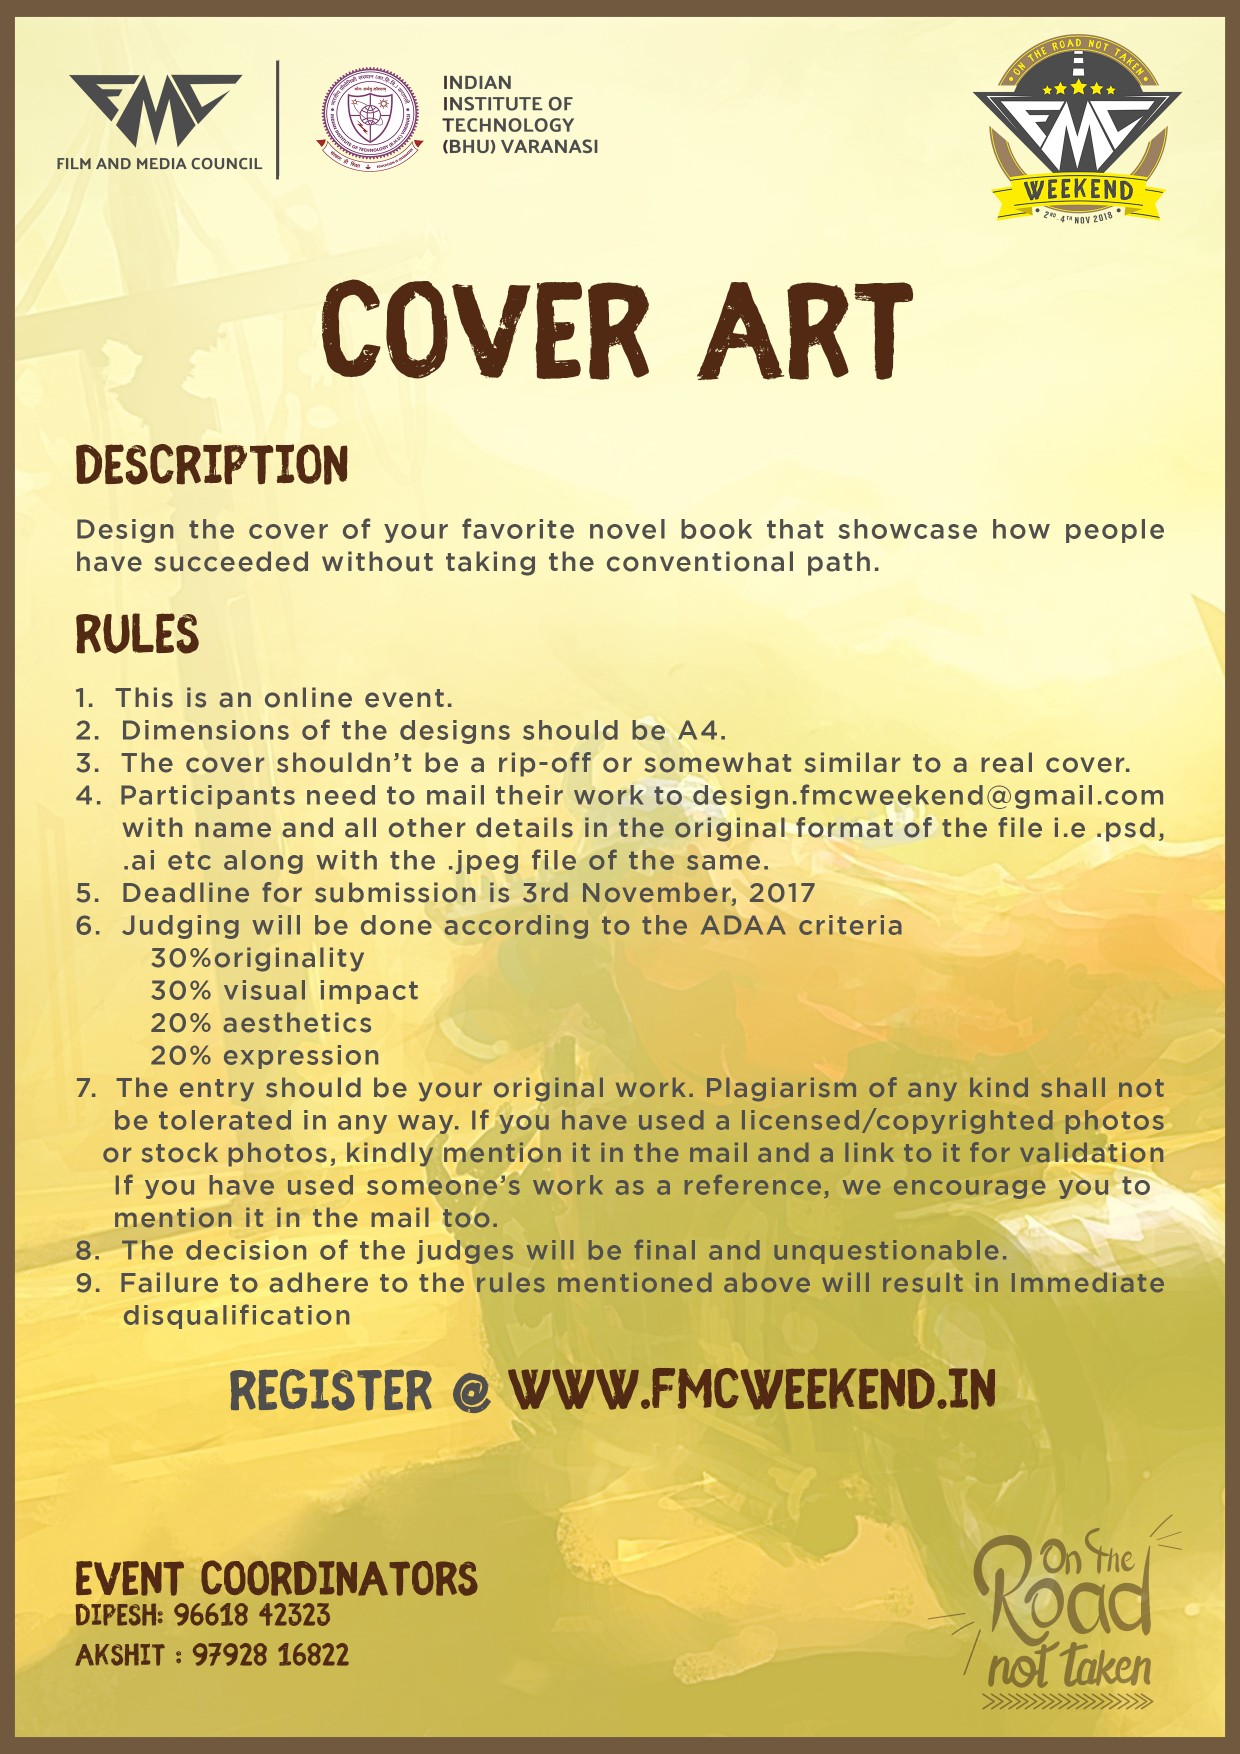 FMC
FILM AND MEDIA COUNCIL
INDIAN
INSTITUTE OF
TECHNOLOGY
(BHU) VARANASI
ON THE ROAD NOT TAKEN
FMC
WEEKEND
2ND - 4TH NOV 2018
COVER ART
DESCRIPTION
Design the cover of your favorite novel book that showcase how people
have succeeded without taking the conventional path.
RULES
1. This is an online event.
2. Dimensions of the designs should be A4.
3. The cover shouldn’t be a rip-off or somewhat similar to a real cover.
4. Participants need to mail their work to design.fmcweekend@gmail.com
with name and all other details in the original format of the file i.e .psd,
.ai etc along with the .jpeg file of the same.
5. Deadline for submission is 3rd November, 2017
6. Judging will be done according to the ADAA criteria
30%originality
30% visual impact
20% aesthetics
20% expression
7. The entry should be your original work. Plagiarism of any kind shall not
be tolerated in any way. If you have used a licensed/copyrighted photos
or stock photos, kindly mention it in the mail and a link to it for validation
If you have used someone’s work as a reference, we encourage you to
mention it in the mail too.
8. The decision of the judges will be final and unquestionable.
9. Failure to adhere to the rules mentioned above will result in Immediate
disqualification
REGISTER @ WWW.FMCWEEKEND.IN
EVENT COORDINATORS
DIPESH: 96618 42323
AKSHIT : 97928 16822
On the
Road
not taken